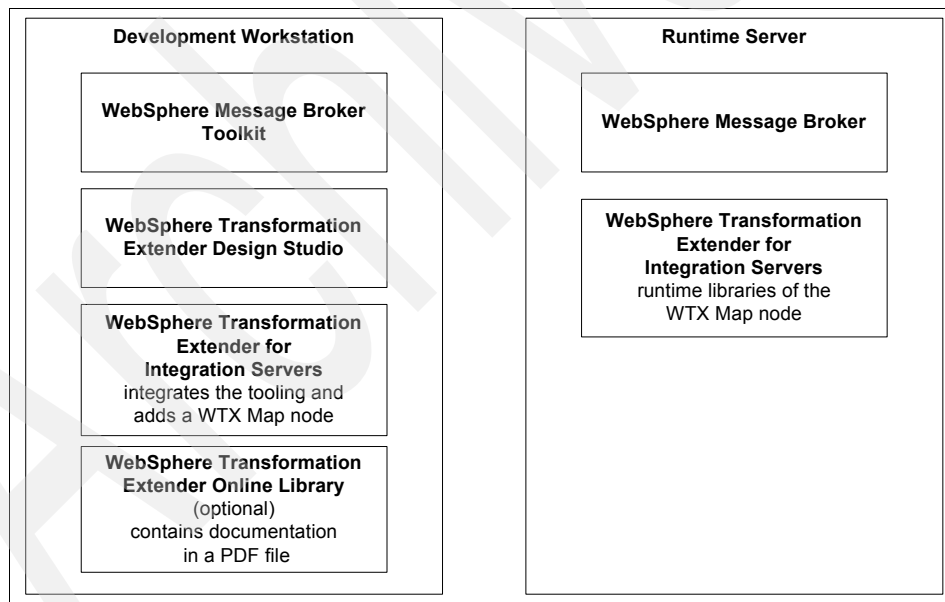 Development Workstation
WebSphere Message Broker
Toolkit
WebSphere Transformation
Extender Design Studio
WebSphere Transformation
Extender for
Integration Servers
integrates the tooling and
adds a WTX Map node
WebSphere Transformation
Extender Online Library
(optional)
contains documentation
in a PDF file
Runtime Server
WebSphere Message Broker
WebSphere Transformation
Extender for
Integration Servers
runtime libraries of the
WTX Map node
Archiv